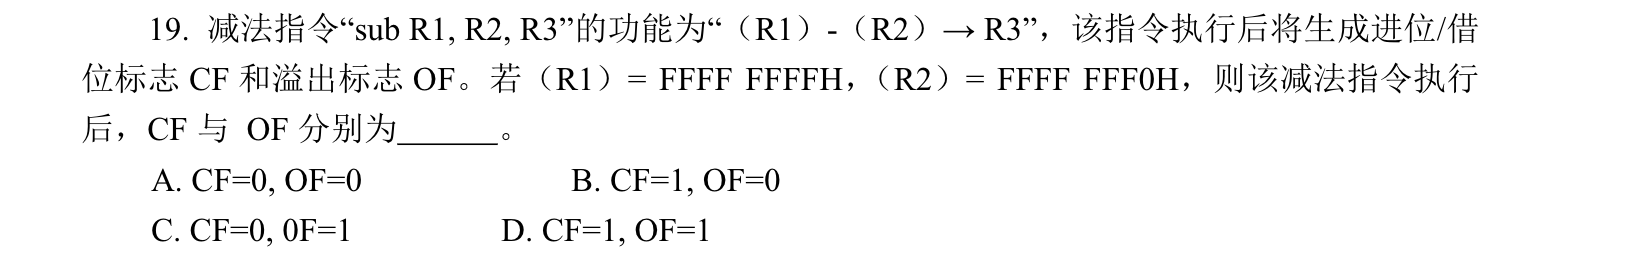 19. 减法指令“sub R1, R2, R3”的功能为“（R1）-（R2）→ R3”，该指令执行后将生成进位/借
位标志 CF 和溢出标志 OF。若（R1）= FFFF FFFFH，（R2）= FFFF FFF0H，则该减法指令执行
后，CF 与 OF 分别为______。
A. CF=0, OF=0 B. CF=1, OF=0
C. CF=0, 0F=1 D. CF=1, OF=1